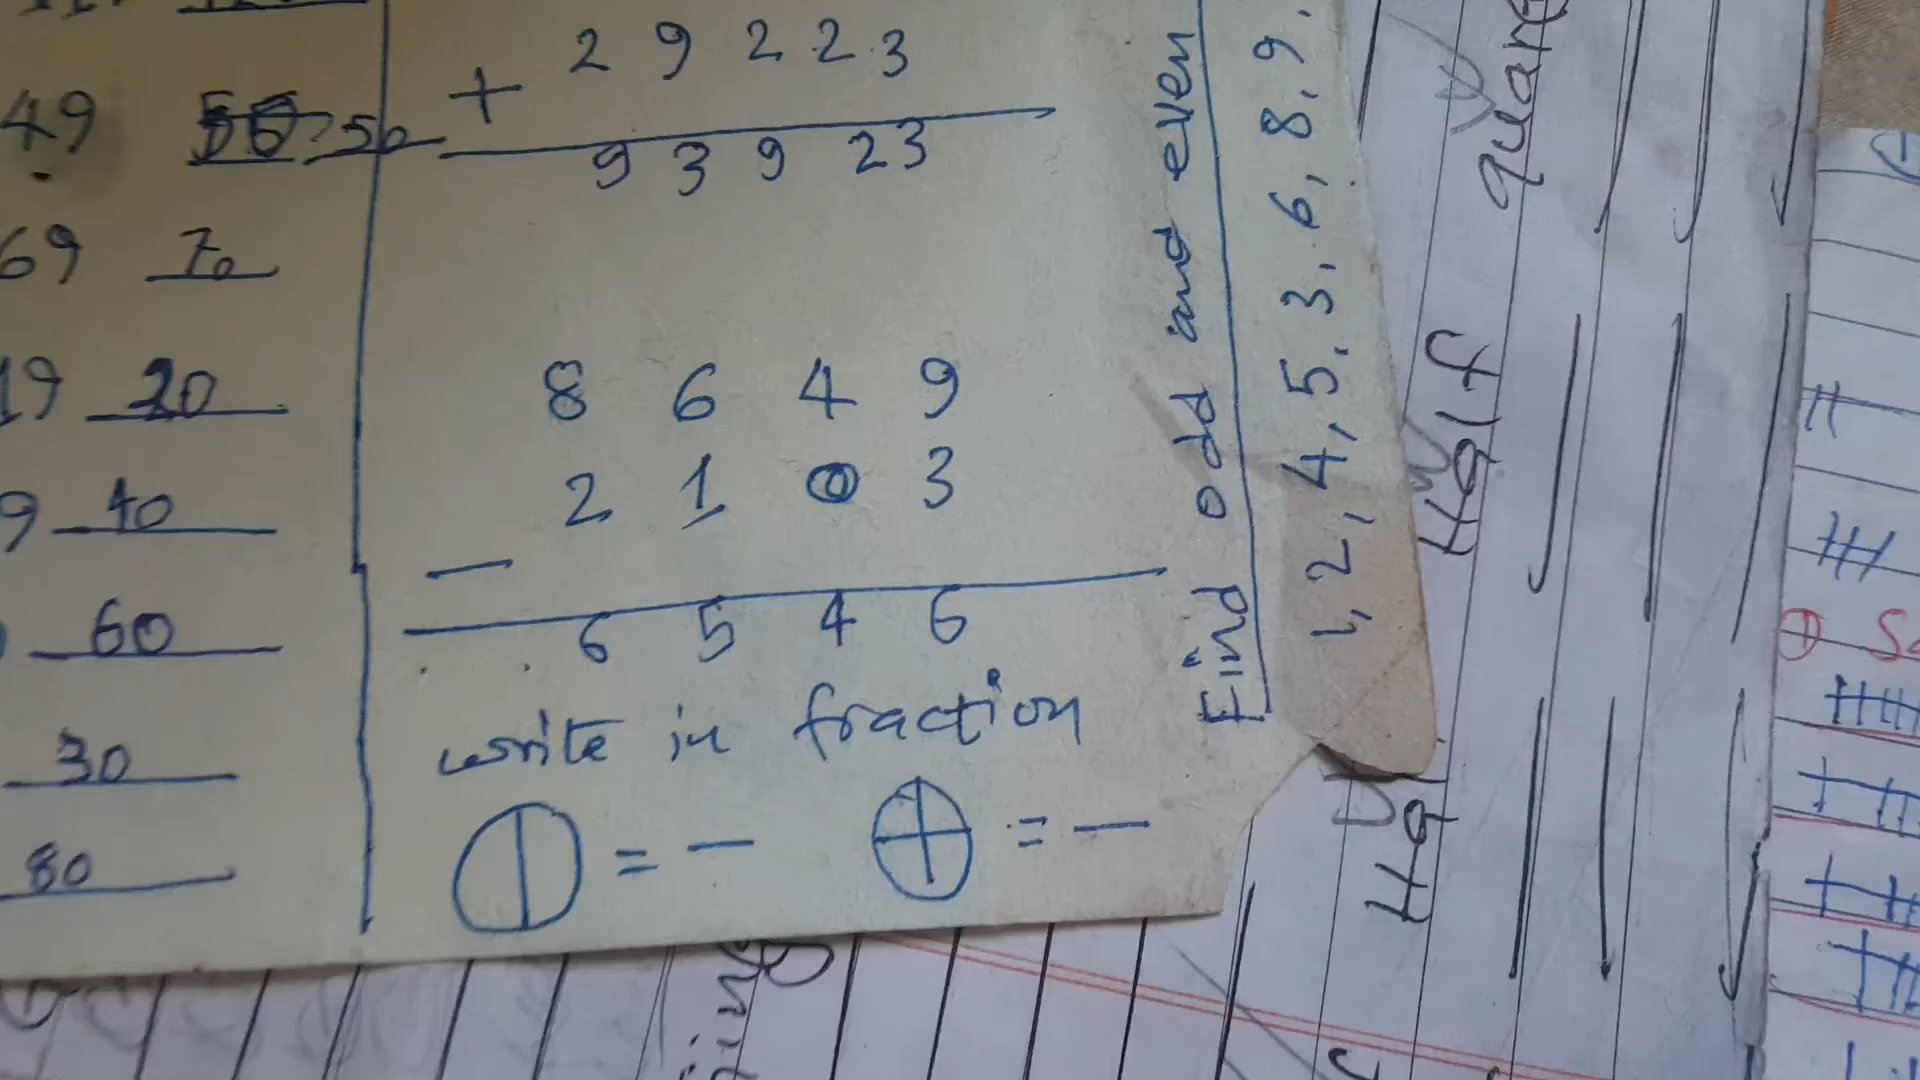 49 50
69 70
19 20
9 40
60
30
80
2 9 2 2 3
+
9 3 9 2 3
8 6 4 9
2 1 0 3
—
6 5 4 6
write in fraction
= — = —
Find odd and even
1, 2, 4, 5, 3, 6, 8, 9.
Half
Half